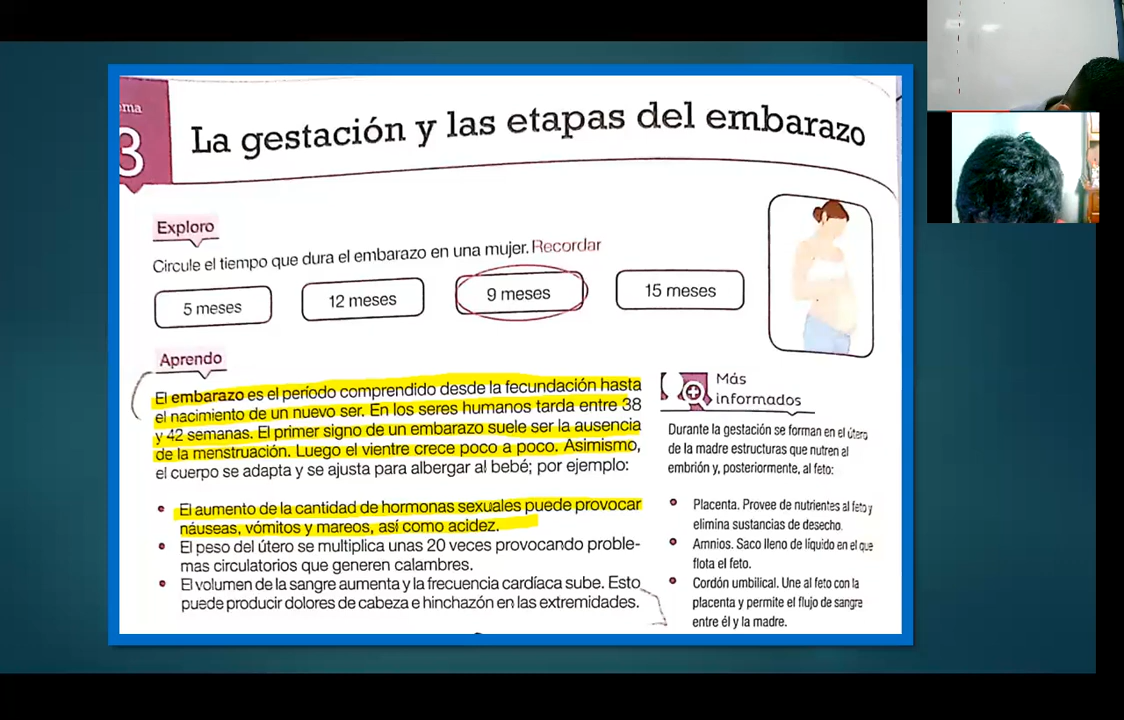 ma
3
La gestación y las etapas del embarazo
Exploro
Circule el tiempo que dura el embarazo en una mujer. Recordar
5 meses
12 meses
9 meses
15 meses
Aprendo
El embarazo es el período comprendido desde la fecundación hasta
el nacimiento de un nuevo ser. En los seres humanos tarda entre 38
y 42 semanas. El primer signo de un embarazo suele ser la ausencia
de la menstruación. Luego el vientre crece poco a poco. Asimismo,
el cuerpo se adapta y se ajusta para albergar al bebé; por ejemplo:
• El aumento de la cantidad de hormonas sexuales puede provocar
náuseas, vómitos y mareos, así como acidez.
• El peso del útero se multiplica unas 20 veces provocando proble-
mas circulatorios que generen calambres.
• El volumen de la sangre aumenta y la frecuencia cardíaca sube. Esto
puede producir dolores de cabeza e hinchazón en las extremidades.
Más
informados
Durante la gestación se forman en el útero
de la madre estructuras que nutren al
embrión y, posteriormente, al feto:
• Placenta. Provee de nutrientes al feto y
elimina sustancias de desecho.
• Amnios. Saco lleno de líquido en el que
flota el feto.
• Cordón umbilical. Une al feto con la
placenta y permite el flujo de sangre
entre él y la madre.